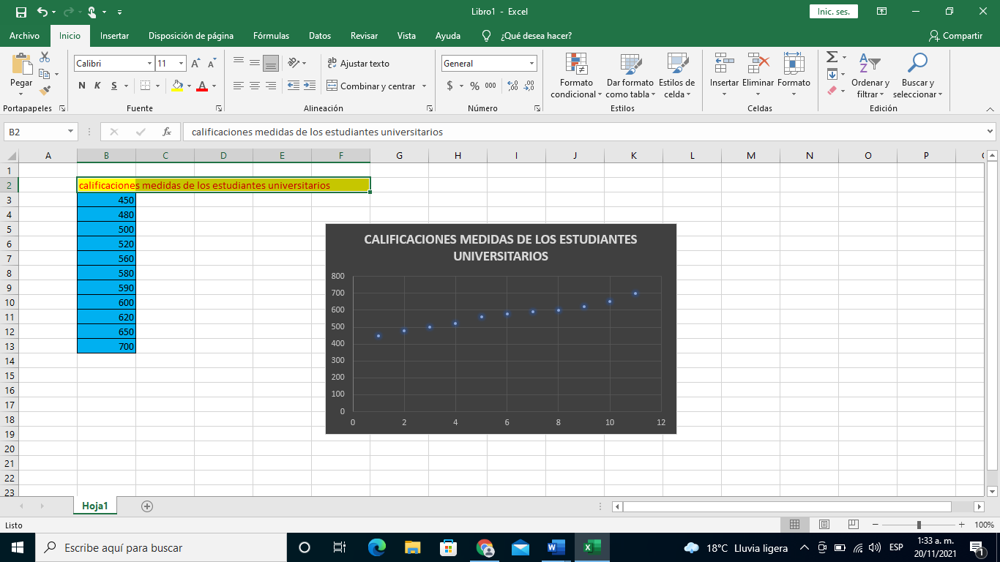 Libro1 - Excel
Inic. ses.
Archivo Inicio Insertar Disposición de página Fórmulas Datos Revisar Vista Ayuda ¿Qué desea hacer? Compartir
Pegar
Portapapeles
Calibri 11
N K S
Fuente
Ajustar texto
Combinar y centrar
Alineación
General
$ % 000
Número
Formato condicional
Dar formato como tabla
Estilos de celda
Estilos
Insertar Eliminar Formato
Celdas
Ordenar y filtrar
Buscar y seleccionar
Edición
B2 fx calificaciones medidas de los estudiantes universitarios
A B C D E F G H I J K L M N O P
1
2 calificaciones medidas de los estudiantes universitarios
3 450
4 480
5 500
6 520
7 560
8 580
9 590
10 600
11 620
12 650
13 700
14
15
16
17
18
19
20
21
22
23
CALIFICACIONES MEDIDAS DE LOS ESTUDIANTES
UNIVERSITARIOS
800
700
600
500
400
300
200
100
0
0 2 4 6 8 10 12
Hoja1
Listo
100%
Escribe aquí para buscar
18°C Lluvia ligera
ESP
1:33 a. m.
20/11/2021
1